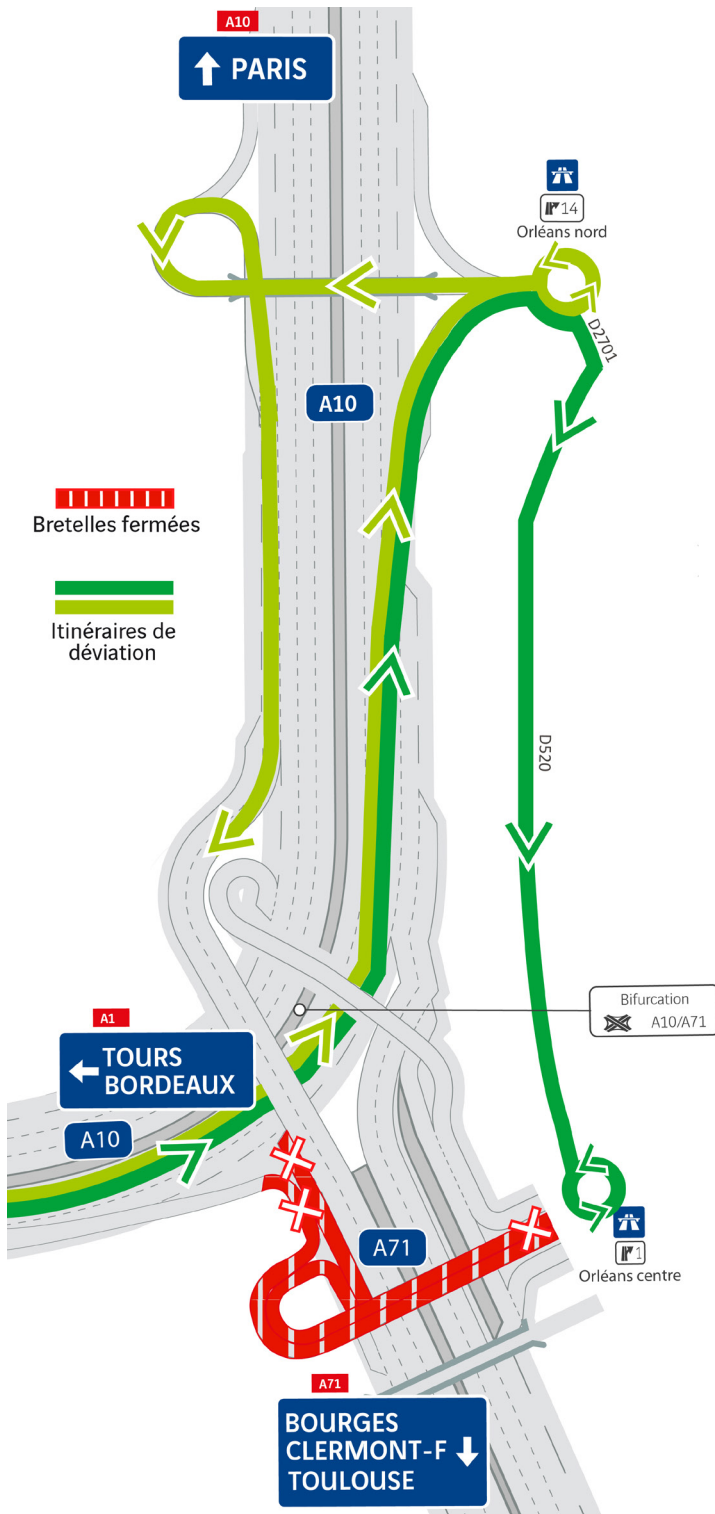 A10
PARIS
14
Orléans nord
D2701
A10
Bretelles fermées
Itinéraires de
déviation
D520
Bifurcation
A10/A71
A1
TOURS
BORDEAUX
A10
A71
1
Orléans centre
A71
BOURGES
CLERMONT-F
TOULOUSE